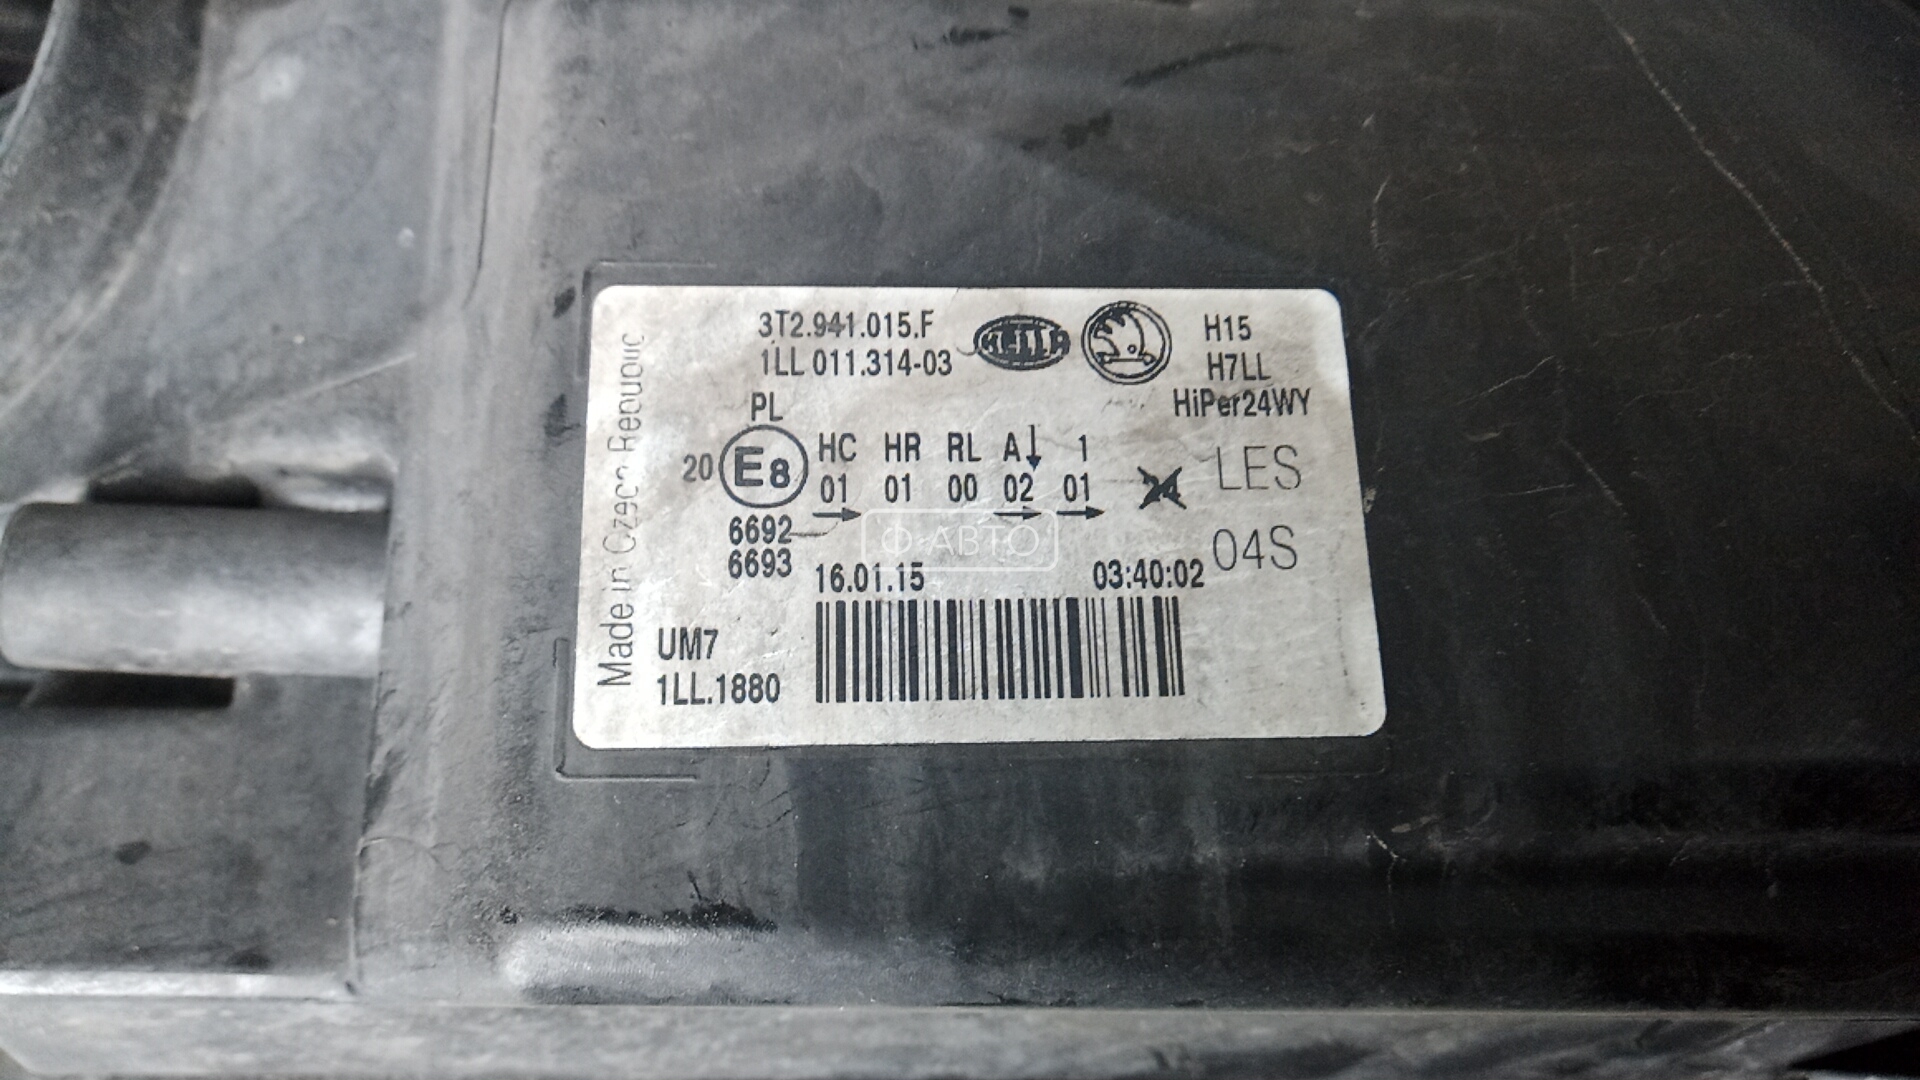 3T2.941.015.F
1LL 011.314-03
HELLA
H15
H7LL
HiPer24WY
PL
20 E8
HC HR RL A↓ 1
01 01 00 02 01
→ → →
LES
04S
6692
6693
16.01.15 03:40:02
UM7
1LL.1880
Made in Czech Republic
Ф-АВТО